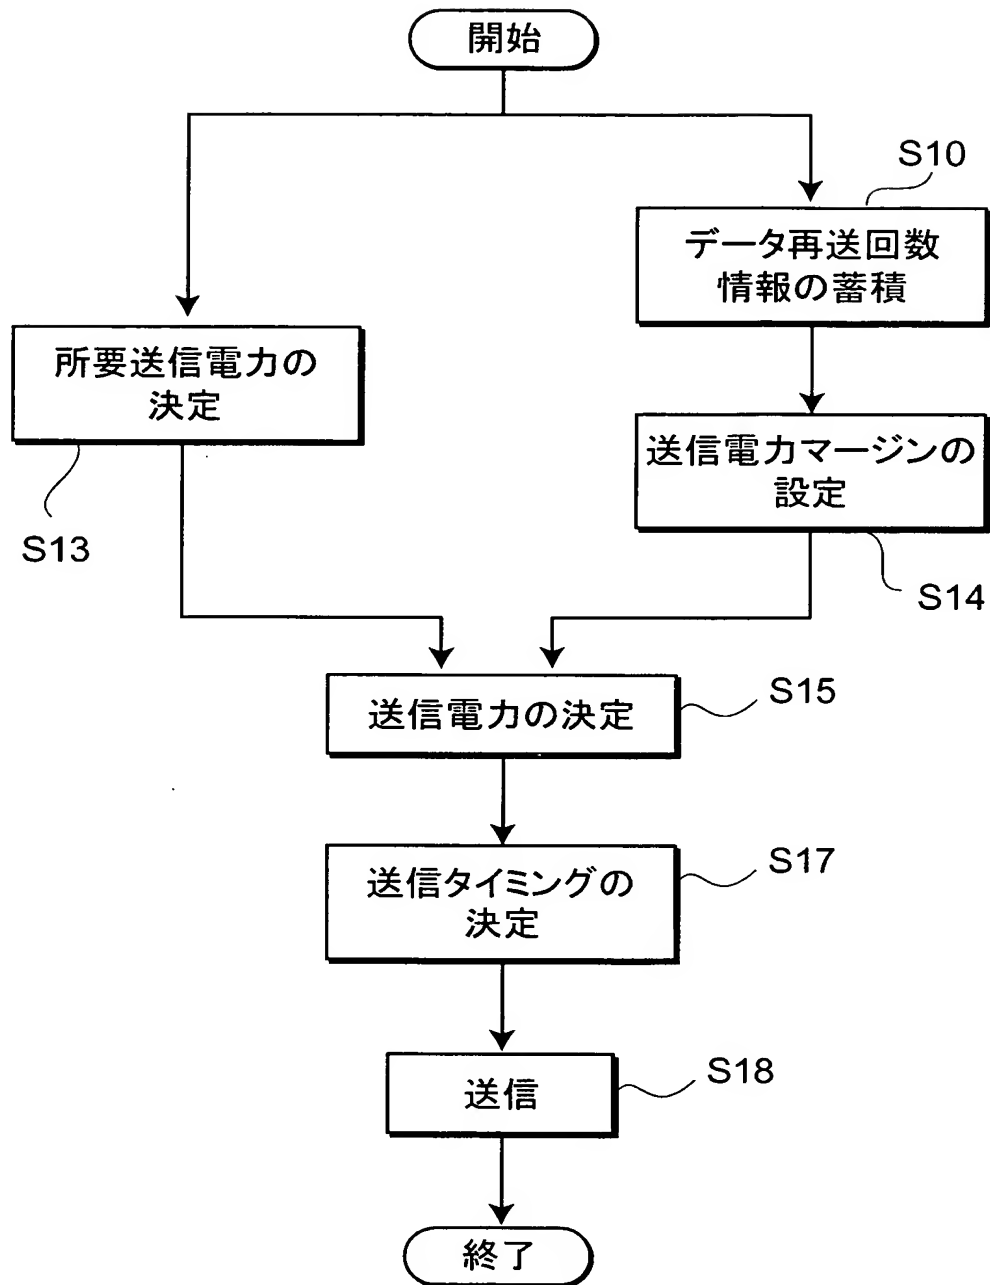 開始
S10
データ再送回数
情報の蓄積
所要送信電力の
決定
S13
送信電力マージンの
設定
S14
送信電力の決定
S15
送信タイミングの
決定
S17
送信
S18
終了